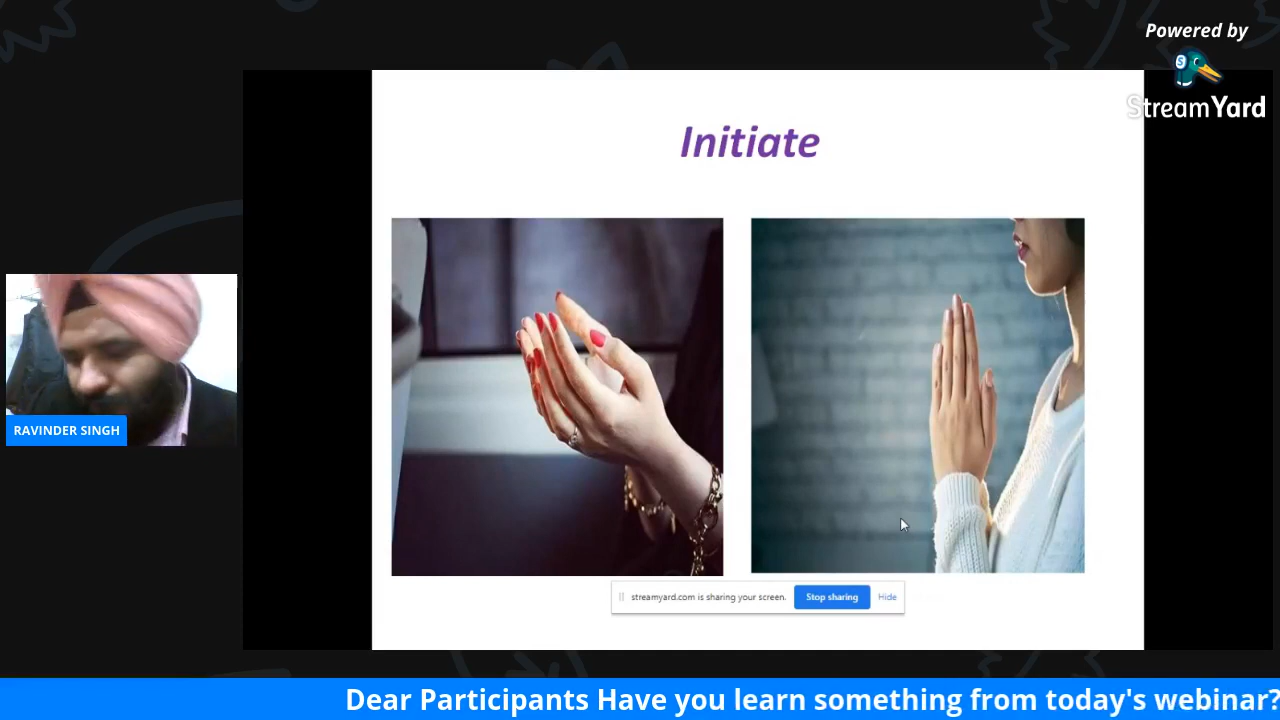 Powered by
StreamYard
Initiate
RAVINDER SINGH
streamyard.com is sharing your screen. Stop sharing Hide
Dear Participants Have you learn something from today's webinar?